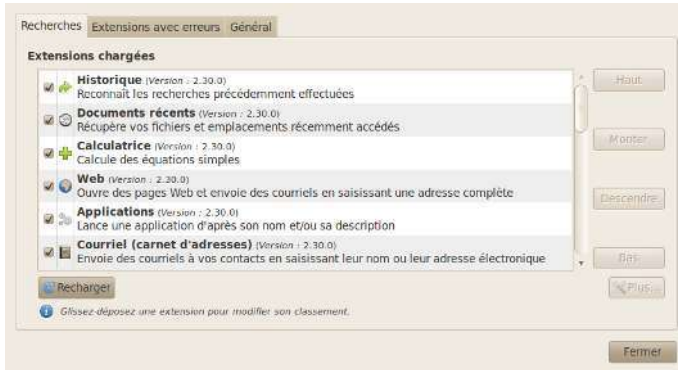 Recherches Extensions avec erreurs Général
Extensions chargées
Historique (Version : 2.30.0)
Reconnaît les recherches précédemment effectuées
Documents récents (Version : 2.30.0)
Récupère vos fichiers et emplacements récemment accédés
Calculatrice (Version : 2.30.0)
Calcule des équations simples
Web (Version : 2.30.0)
Ouvre des pages Web et envoie des courriels en saisissant une adresse complète
Applications (Version : 2.30.0)
Lance une application d'après son nom et/ou sa description
Courriel (carnet d'adresses) (Version : 2.30.0)
Envoie des courriels à vos contacts en saisissant leur nom ou leur adresse électronique
Haut
Monter
Descendre
Bas
Recharger
Plus...
Glissez-déposez une extension pour modifier son classement.
Fermer